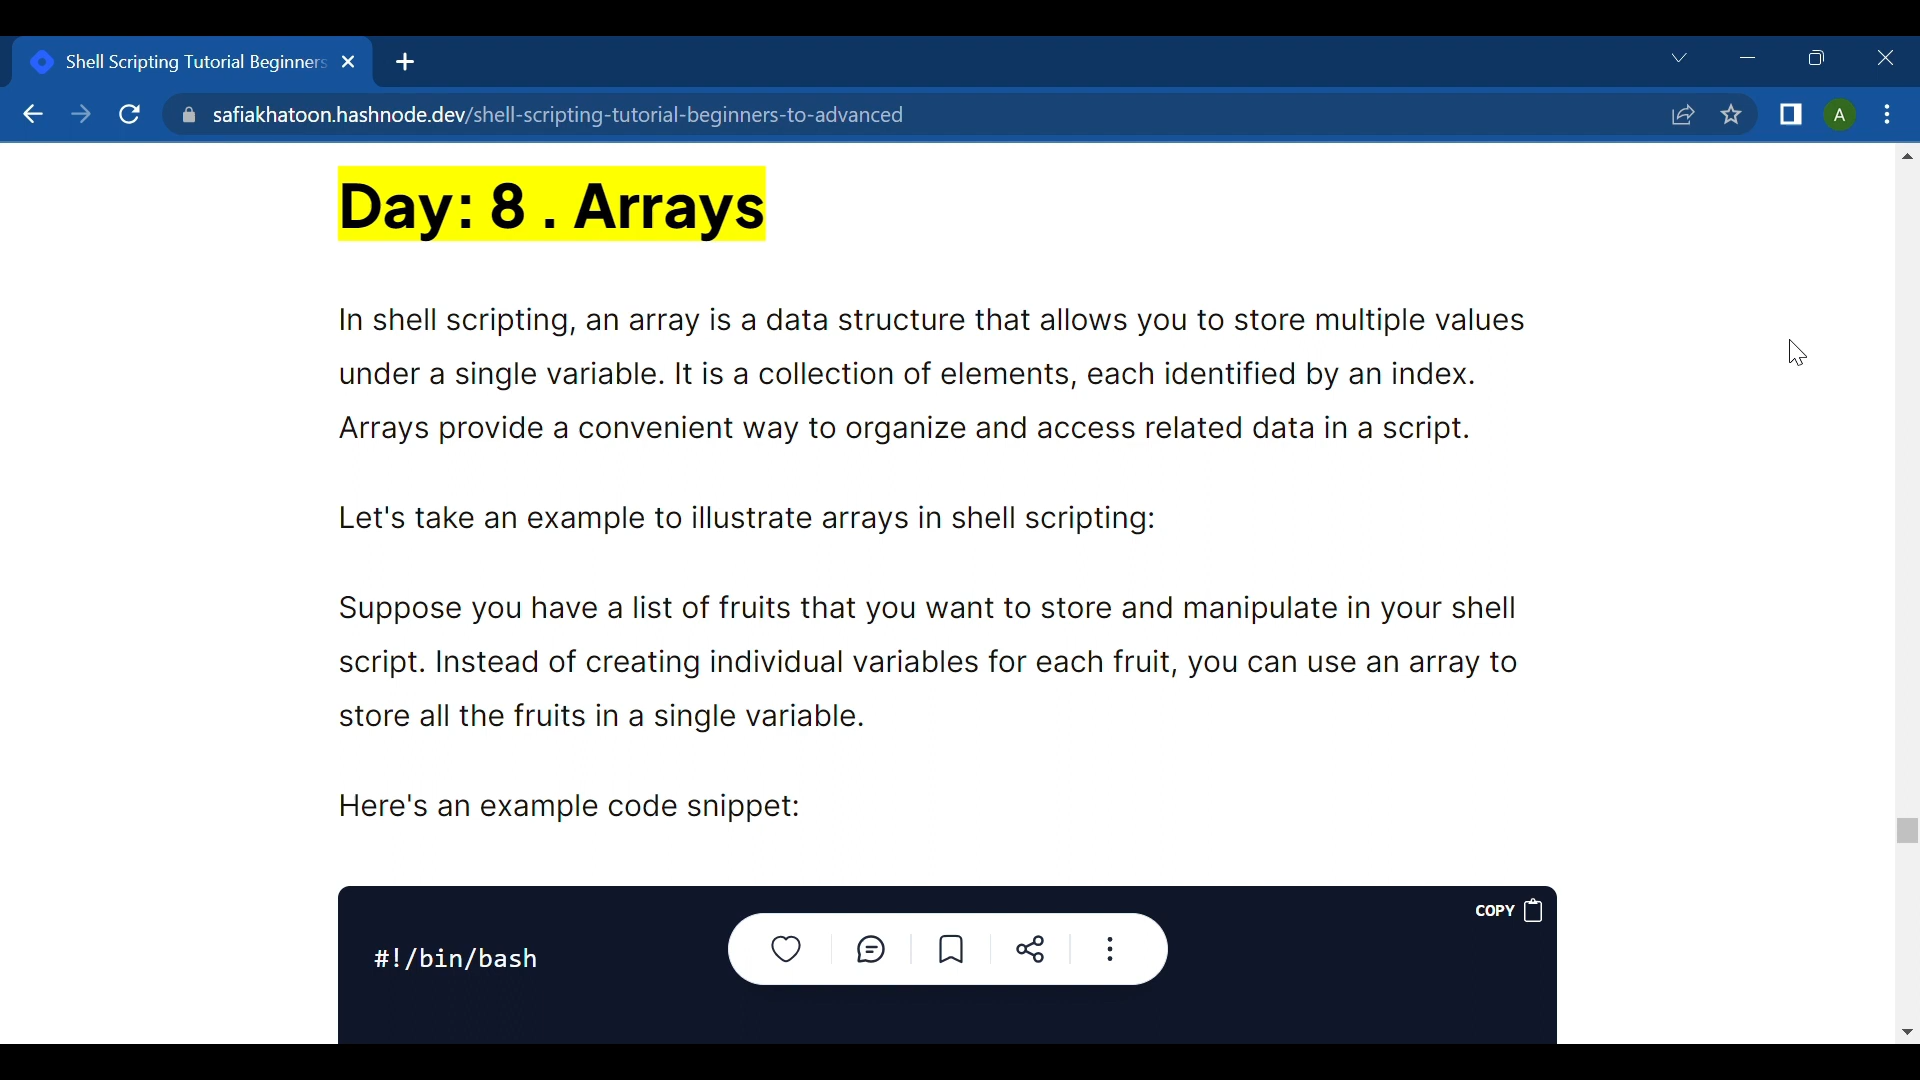 Shell Scripting Tutorial Beginners
safiakhatoon.hashnode.dev/shell-scripting-tutorial-beginners-to-advanced
A
Day: 8 . Arrays
In shell scripting, an array is a data structure that allows you to store multiple values
under a single variable. It is a collection of elements, each identified by an index.
Arrays provide a convenient way to organize and access related data in a script.
Let's take an example to illustrate arrays in shell scripting:
Suppose you have a list of fruits that you want to store and manipulate in your shell
script. Instead of creating individual variables for each fruit, you can use an array to
store all the fruits in a single variable.
Here's an example code snippet:
COPY
#!/bin/bash